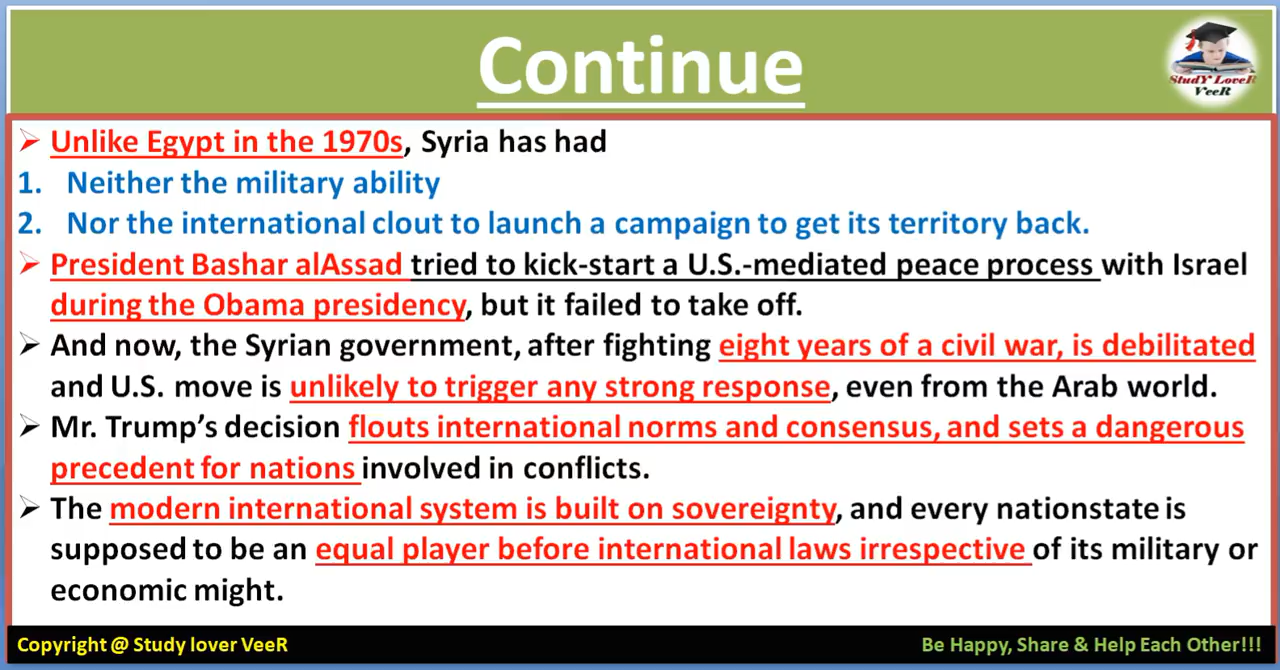 Continue
StudY LoveR
VeeR
Unlike Egypt in the 1970s, Syria has had
1. Neither the military ability
2. Nor the international clout to launch a campaign to get its territory back.
President Bashar alAssad tried to kick-start a U.S.-mediated peace process with Israel
during the Obama presidency, but it failed to take off.
And now, the Syrian government, after fighting eight years of a civil war, is debilitated
and U.S. move is unlikely to trigger any strong response, even from the Arab world.
Mr. Trump’s decision flouts international norms and consensus, and sets a dangerous
precedent for nations involved in conflicts.
The modern international system is built on sovereignty, and every nationstate is
supposed to be an equal player before international laws irrespective of its military or
economic might.
Copyright @ Study lover VeeR
Be Happy, Share & Help Each Other!!!